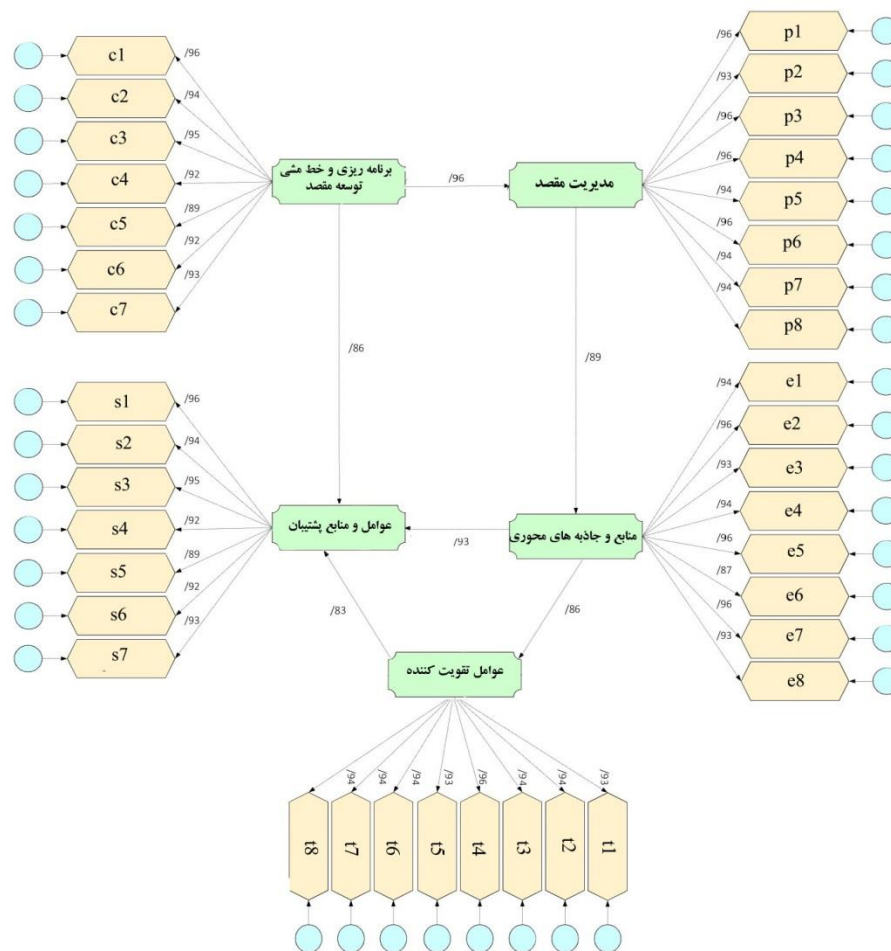 c1
/96
c2
/94
c3
/95
c4
/92
c5
/89
c6
/92
c7
/93
برنامه ریزی و خط مشی
توسعه مقصد
/96
مدیریت مقصد
p1
/96
p2
/93
p3
/96
p4
/96
p5
/94
p6
/96
p7
/94
p8
/94
/86
/89
s1
/96
s2
/94
s3
/95
s4
/92
s5
/89
s6
/92
s7
/93
عوامل و منابع پشتیبان
/93
منابع و جاذبه های محوری
e1
/94
e2
/96
e3
/93
e4
/94
e5
/96
e6
/87
e7
/96
e8
/93
/83
/86
عوامل تقویت کننده
/94
/94
/94
/93
/96
/94
/94
/93
t8
t7
t6
t5
t4
t3
t2
t1